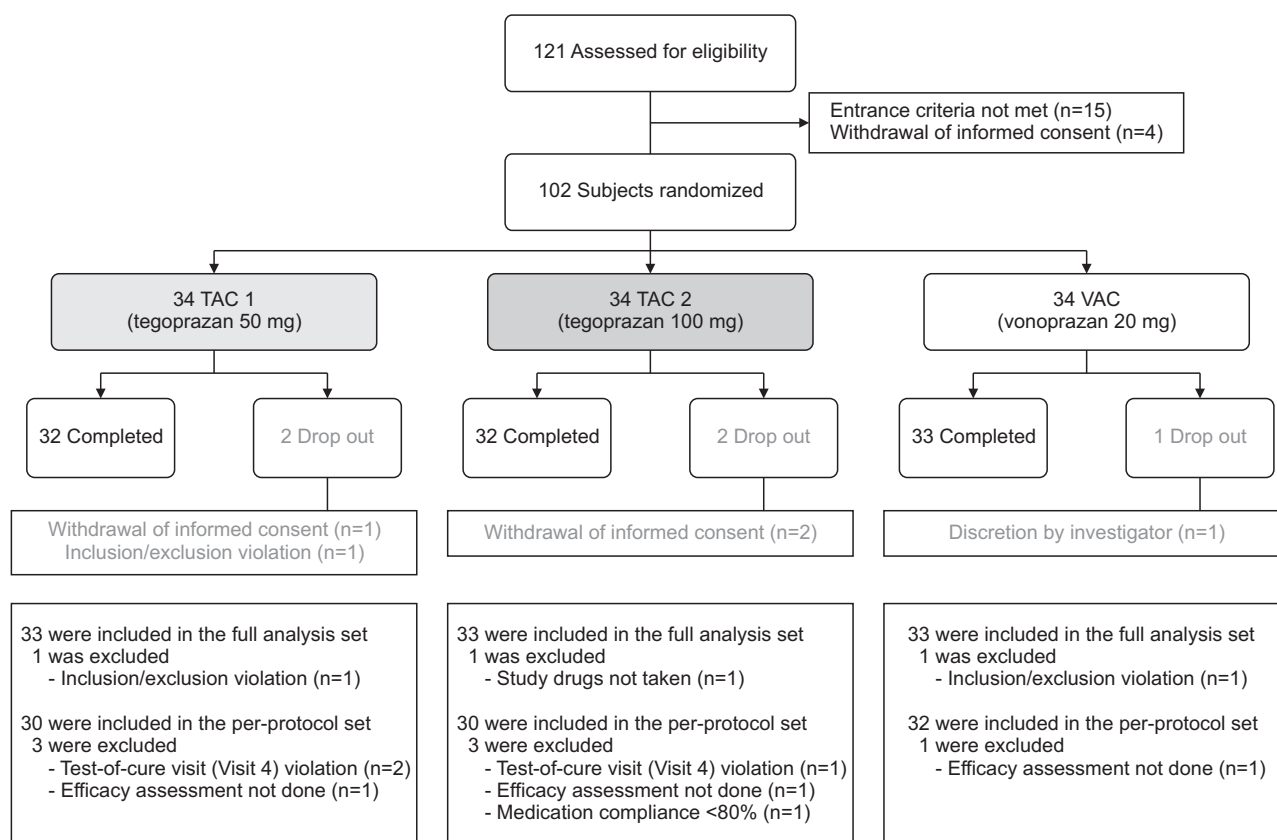 121 Assessed for eligibility
Entrance criteria not met (n=15)
Withdrawal of informed consent (n=4)
102 Subjects randomized
34 TAC 1
(tegoprazan 50 mg)
34 TAC 2
(tegoprazan 100 mg)
34 VAC
(vonoprazan 20 mg)
32 Completed
2 Drop out
32 Completed
2 Drop out
33 Completed
1 Drop out
Withdrawal of informed consent (n=1)
Inclusion/exclusion violation (n=1)
Withdrawal of informed consent (n=2)
Discretion by investigator (n=1)
33 were included in the full analysis set
1 was excluded
- Inclusion/exclusion violation (n=1)
30 were included in the per-protocol set
3 were excluded
- Test-of-cure visit (Visit 4) violation (n=2)
- Efficacy assessment not done (n=1)
33 were included in the full analysis set
1 was excluded
- Study drugs not taken (n=1)
30 were included in the per-protocol set
3 were excluded
- Test-of-cure visit (Visit 4) violation (n=1)
- Efficacy assessment not done (n=1)
- Medication compliance <80% (n=1)
33 were included in the full analysis set
1 was excluded
- Inclusion/exclusion violation (n=1)
32 were included in the per-protocol set
1 were excluded
- Efficacy assessment not done (n=1)